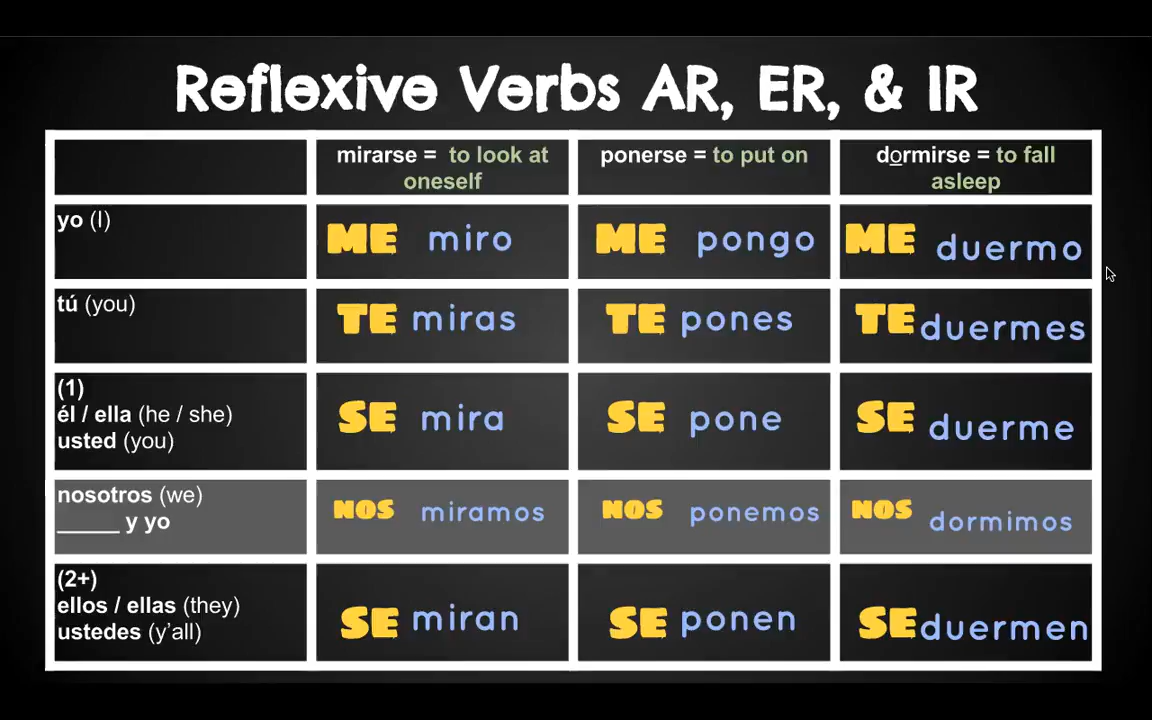 Reflexive Verbs AR, ER, & IR
mirarse = to look at
oneself
ponerse = to put on
dormirse = to fall
asleep
yo (I)
ME miro
ME pongo
ME duermo
tú (you)
TE miras
TE pones
TE duermes
(1)
él / ella (he / she)
usted (you)
SE mira
SE pone
SE duerme
nosotros (we)
_____ y yo
NOS miramos
NOS ponemos
NOS dormimos
(2+)
ellos / ellas (they)
ustedes (y'all)
SE miran
SE ponen
SE duermen